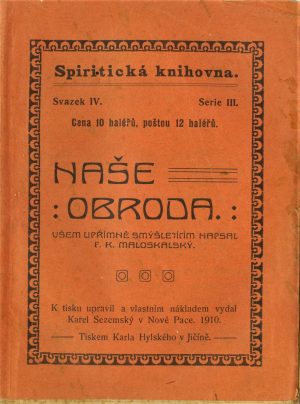 Spiritická knihovna.
Svazek IV. Serie III.
Cena 10 haléřů, poštou 12 haléřů.
NAŠE
: OBRODA. :
VŠEM UPŘÍMNĚ SMÝŠLEJÍCÍM NAPSAL
F. K. MALOSKALSKÝ.
K tisku upravil a vlastním nákladem vydal
Karel Sezemský v Nové Pace. 1910.
Tiskem Karla Hylského v Jičíně.